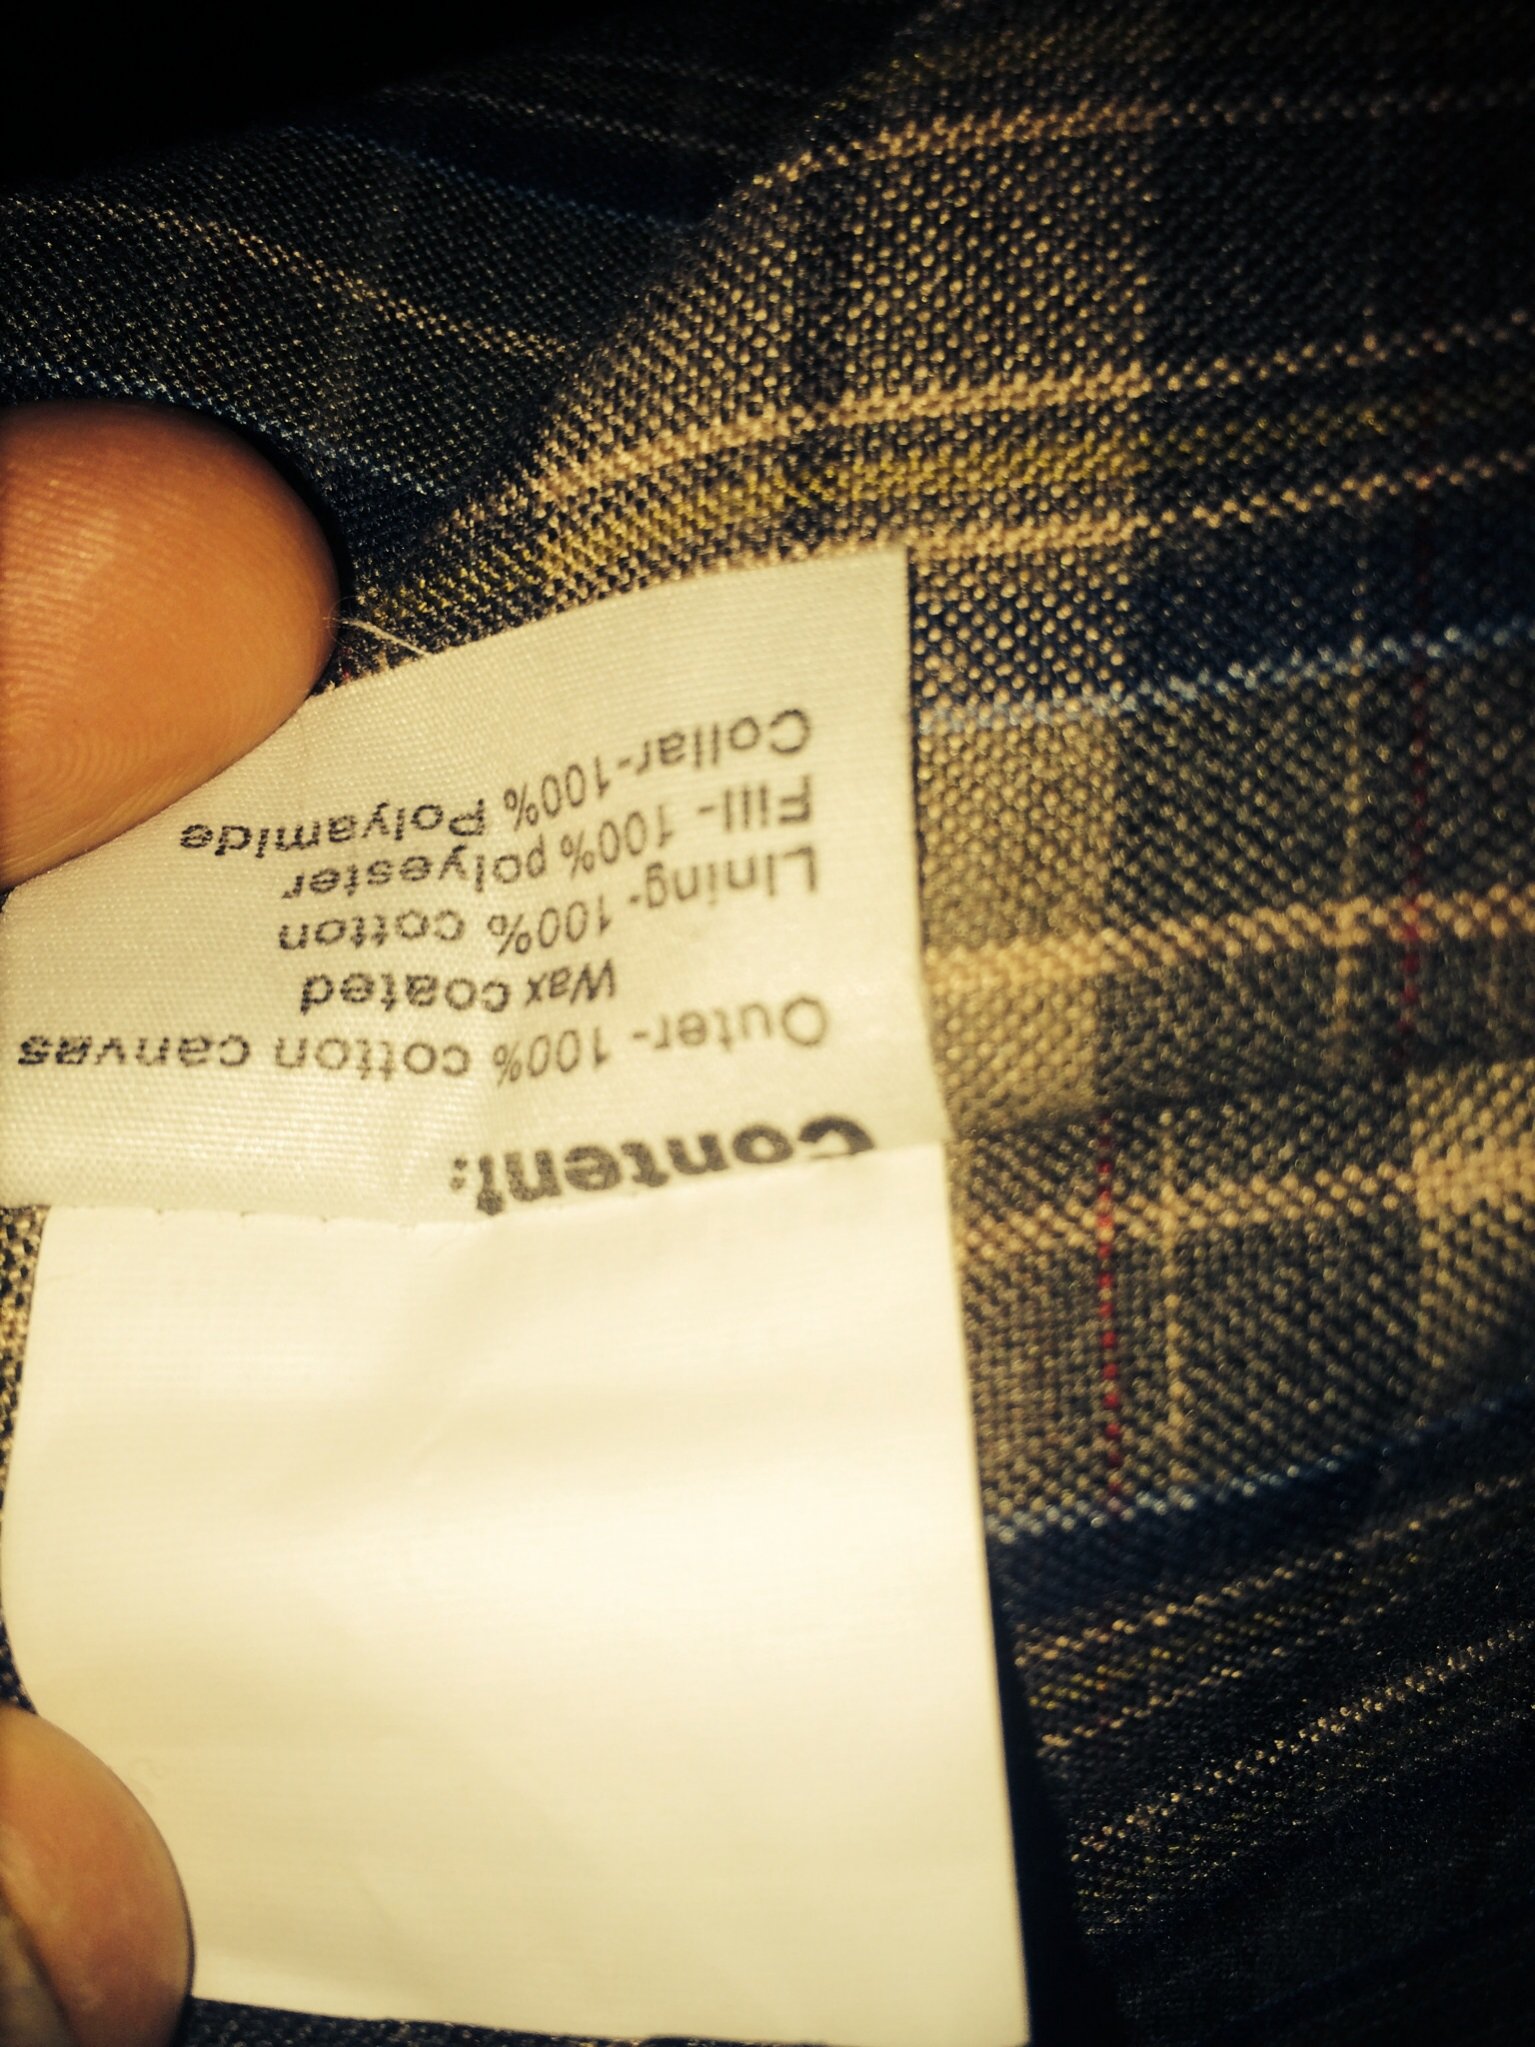 Content:
Outer- 100% cotton canvas
Wax coated
Lining- 100% cotton
Fill- 100% polyester
Collar-100% Polyamide